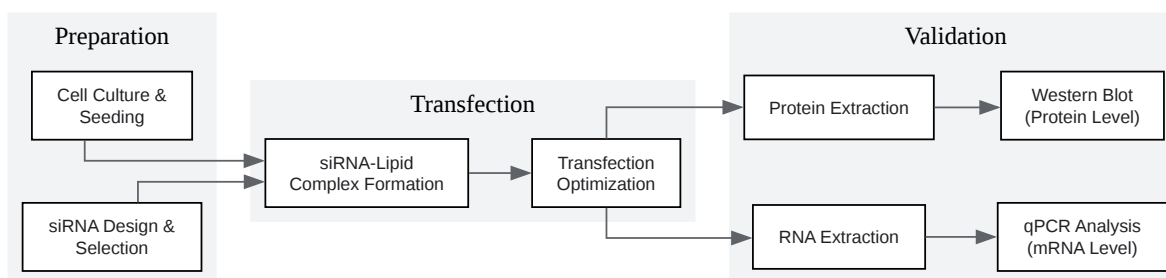 Preparation
Cell Culture &
Seeding
siRNA Design &
Selection
Transfection
siRNA-Lipid
Complex Formation
Transfection
Optimization
Validation
Protein Extraction
Western Blot
(Protein Level)
RNA Extraction
qPCR Analysis
(mRNA Level)